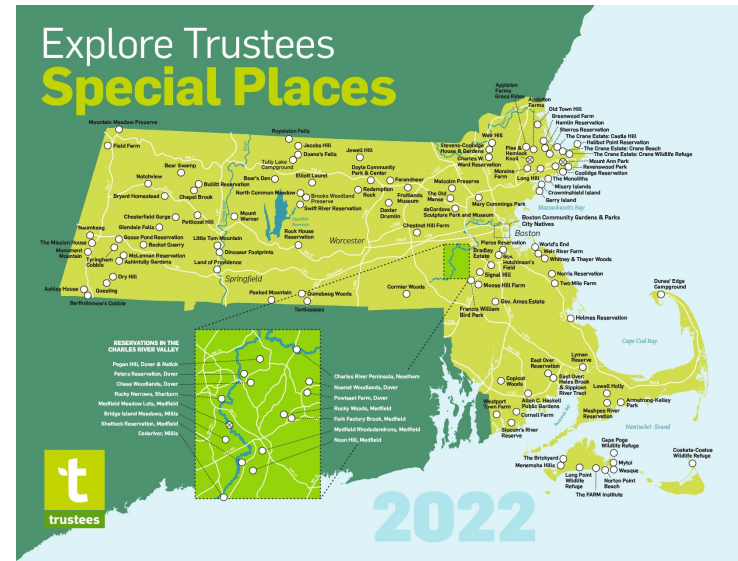 Explore Trustees
Special Places
Mountain Meadow Preserve
Field Farm
Royalston Falls
Jacobs Hill
Doane's Falls
Tully Lake
Campground
Jewell Hill
Bear Swamp
Notchview
Bullitt Reservation
Bryant Homestead
Chapel Brook
Bear's Den
Elliott Laurel
North Common Meadow
Brooks Woodland
Preserve
Swift River Reservation
Doyle Community
Park & Center
Redemption
Rock
Farandnear
Fruitlands
Museum
Dexter
Drumlin
Malcolm Preserve
The Old
Manse
deCordova
Sculpture Park and Museum
Chestnut Hill Farm
Stevens-Coolidge
House & Gardens
Weir Hill
Charles W.
Ward Reservation
Mary Cummings Park
Appleton
Farms
Grass Rides
Appleton
Farms
Old Town Hill
Greenwood Farm
Hamlin Reservation
Stavros Reservation
The Crane Estate: Castle Hill
Halibut Point Reservation
The Crane Estate: Crane Beach
The Crane Estate: Crane Wildlife Refuge
Mount Ann Park
Ravenswood Park
Coolidge Reservation
Pine &
Hemlock
Knoll
Moraine
Farm
Long Hill
The Monoliths
Misery Islands
Crowninshield Island
Gerry Island
Massachusetts Bay
Boston Community Gardens & Parks
City Natives
Boston
Chesterfield Gorge
Glendale Falls
Petticoat Hill
Mount
Warner
Quabbin
Reservoir
Rock House
Reservation
Worcester
Naumkeag
The Mission House
Monument
Mountain
Goose Pond Reservation
Becket Quarry
McLennan Reservation
Ashintully Gardens
Tyringham
Cobble
Dry Hill
Ashley House
Questing
Bartholomew's Cobble
Little Tom Mountain
Dinosaur Footprints
Land of Providence
Springfield
Peaked Mountain
Quinebaug Woods
Tantiusques
Cormier Woods
Pierce Reservation
Bradley
Estate
Gov.
Hutchinson's
Field
Signal Hill
Moose Hill Farm
Francis William
Bird Park
Gov. Ames Estate
World's End
Weir River Farm
Whitney & Thayer Woods
Norris Reservation
Two Mile Farm
Holmes Reservation
Dunes' Edge
Campground
Cape Cod Bay
RESERVATIONS IN THE
CHARLES RIVER VALLEY
Pegan Hill, Dover & Natick
Peters Reservation, Dover
Chase Woodlands, Dover
Rocky Narrows, Sherborn
Medfield Meadow Lots, Medfield
Bridge Island Meadows, Millis
Shattuck Reservation, Medfield
Cedariver, Millis
Charles River Peninsula, Needham
Noanet Woodlands, Dover
Powisset Farm, Dover
Rocky Woods, Medfield
Fork Factory Brook, Medfield
Medfield Rhododendrons, Medfield
Noon Hill, Medfield
Copicut
Woods
East Over
Reservation
Lyman
Reserve
East Over:
Hales Brook
& Sippican
River Tract
Lowell Holly
Mashpee River
Reservation
Armstrong-Kelley
Park
Westport
Town Farm
Allen C. Haskell
Public Gardens
Cornell Farm
Slocum's River
Reserve
Nantucket Sound
The Brickyard
Menemsha Hills
Long Point
Wildlife
Refuge
The FARM Institute
Norton Point
Beach
Cape Poge
Wildlife Refuge
Mytoi
Wasque
Coskata-Coatue
Wildlife Refuge
t
trustees
2022